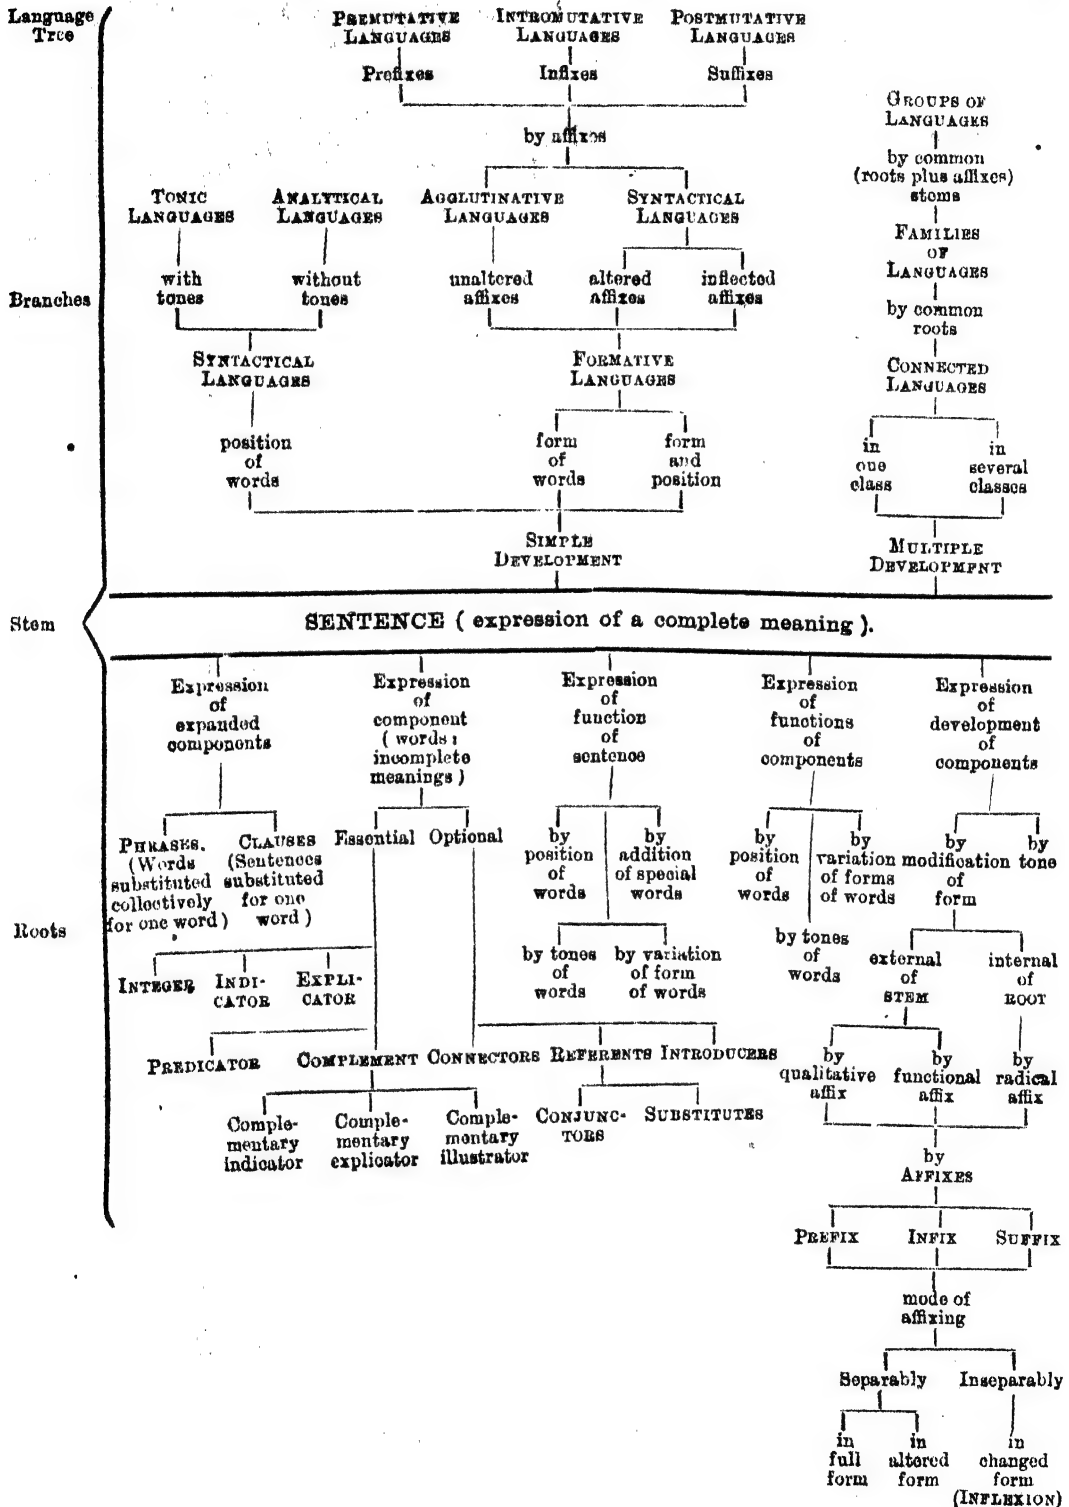 Language
Tree
PREMUTATIVE
LANGUAGES
INTROMUTATIVE
LANGUAGES
POSTMUTATIVE
LANGUAGES
Prefixes
Infixes
Suffixes
by affixes
GROUPS OF
LANGUAGES
by common
(roots plus affixes)
stems
TONIC
LANGUAGES
ANALYTICAL
LANGUAGES
AGGLUTINATIVE
LANGUAGES
SYNTACTICAL
LANGUAGES
FAMILIES
OF
LANGUAGES
Branches
with
tones
without
tones
unaltered
affixes
altered
affixes
inflected
affixes
by common
roots
SYNTACTICAL
LANGUAGES
FORMATIVE
LANGUAGES
CONNECTED
LANGUAGES
position
of
words
form
of
words
form
and
position
in
one
class
in
several
classes
SIMPLE
DEVELOPMENT
MULTIPLE
DEVELOPMENT
Stem
SENTENCE ( expression of a complete meaning ).
Roots
Expression
of
expanded
components
Expression
of
component
( words :
incomplete
meanings )
Expression
of
function
of
sentence
Expression
of
functions
of
components
Expression
of
development
of
components
PHRASES.
(Words
substituted
collectively
for one word )
CLAUSES
(Sentences
substituted
for one
word )
Essential
Optional
by
position
of
words
by
addition
of special
words
by
position
of
words
by
variation
of forms
of words
by
modification
of
form
by
tone
by tones
of
words
by variation
of form
of words
by tones
of
words
external
of
STEM
internal
of
ROOT
INTEGER
INDI-
CATOR
EXPLI-
CATOR
PREDICATOR
COMPLEMENT
CONNECTORS
REFERENTS
INTRODUCERS
by
qualitative
affix
by
functional
affix
by
radical
affix
Comple-
mentary
indicator
Comple-
mentary
explicator
Comple-
mentary
illustrator
CONJUNC-
TORS
SUBSTITUTES
by
AFFIXES
PREFIX
INFIX
SUFFIX
mode of
affixing
Separably
Inseparably
in
full
form
in
altered
form
in
changed
form
(INFLEXION)